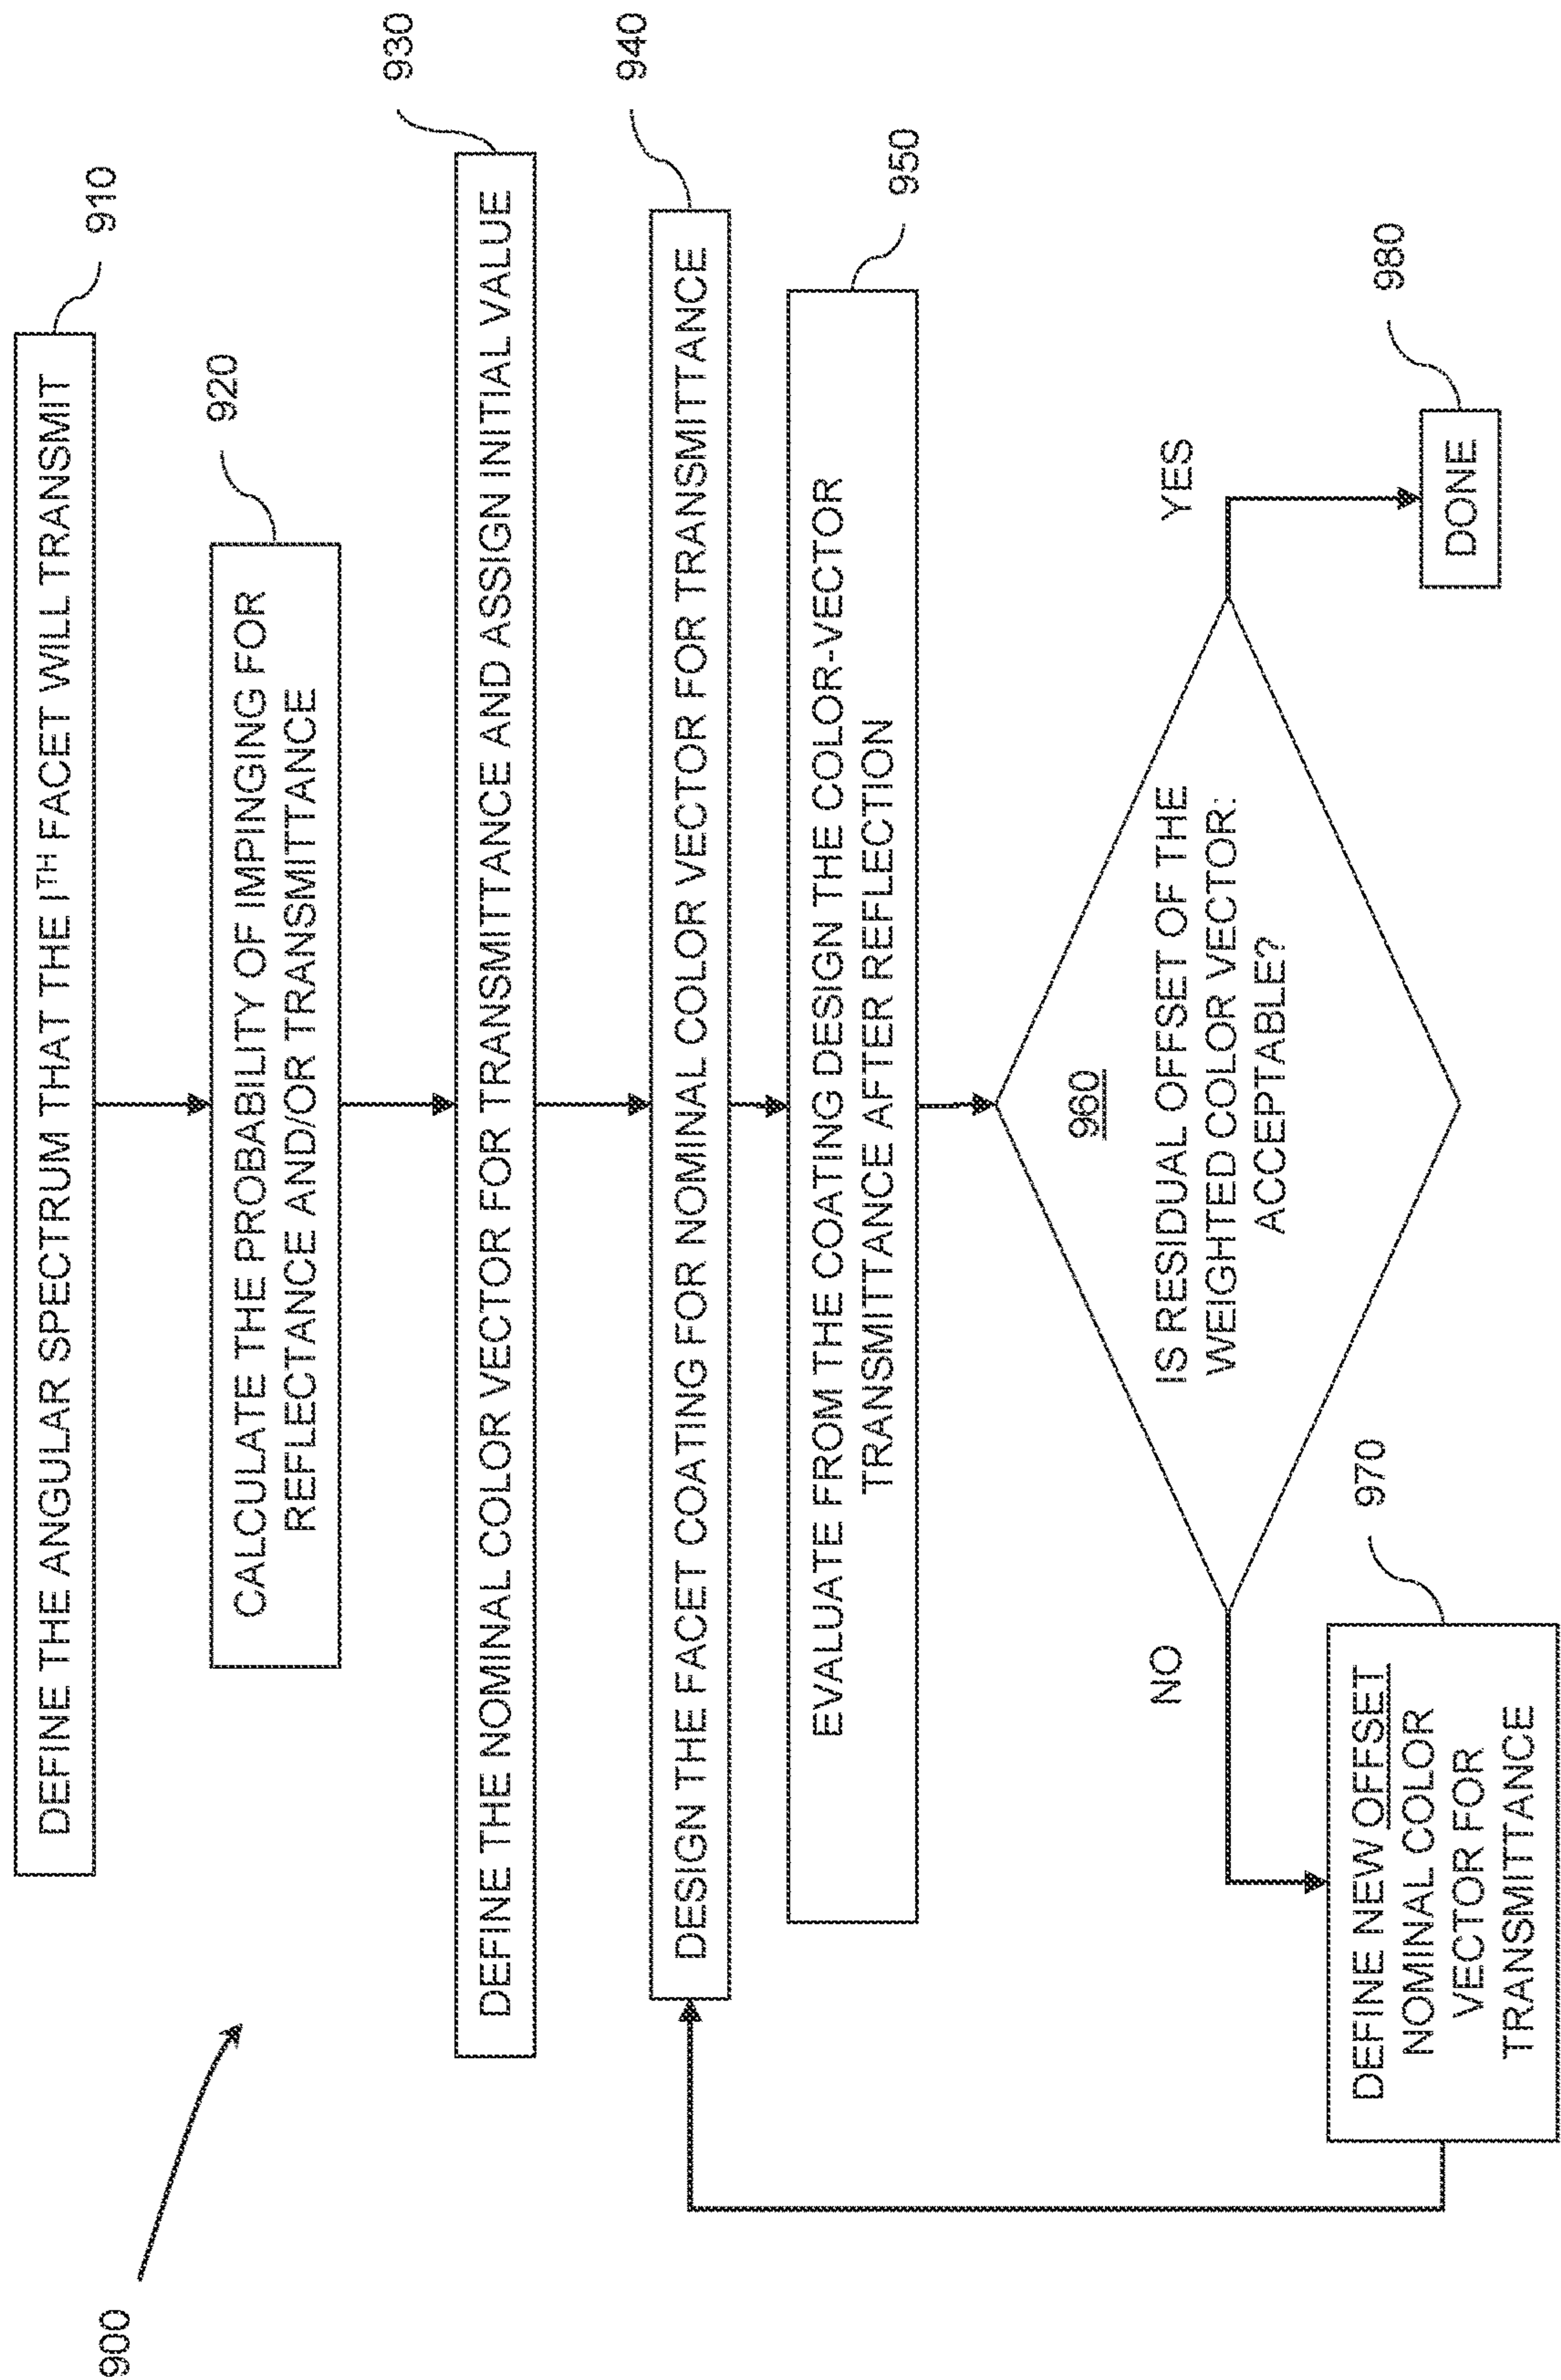 900
DEFINE THE ANGULAR SPECTRUM THAT THE ITH FACET WILL TRANSMIT
910
CALCULATE THE PROBABILITY OF IMPINGING FOR
REFLECTANCE AND/OR TRANSMITTANCE
920
DEFINE THE NOMINAL COLOR VECTOR FOR TRANSMITTANCE AND ASSIGN INITIAL VALUE
930
DESIGN THE FACET COATING FOR NOMINAL COLOR VECTOR FOR TRANSMITTANCE
940
EVALUATE FROM THE COATING DESIGN THE COLOR-VECTOR
TRANSMITTANCE AFTER REFLECTION
950
960
IS RESIDUAL OFFSET OF THE
WEIGHTED COLOR VECTOR:
ACCEPTABLE?
NO
YES
DEFINE NEW OFFSET
NOMINAL COLOR
VECTOR FOR
TRANSMITTANCE
970
DONE
980